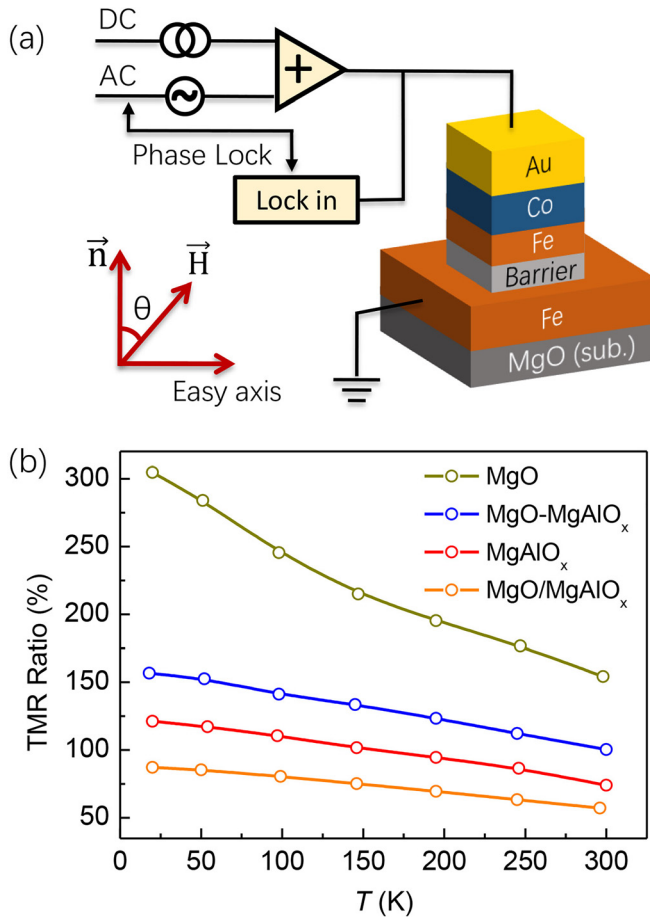 (a)
DC
AC
+
~
Phase Lock
Lock in
Au
Co
Fe
Barrier
Fe
MgO (sub.)
n⃗
H⃗
θ
Easy axis
(b)
MgO
MgO-MgAlOₓ
MgAlOₓ
MgO/MgAlOₓ
TMR Ratio (%)
300
250
200
150
100
50
0 50 100 150 200 250 300
T (K)